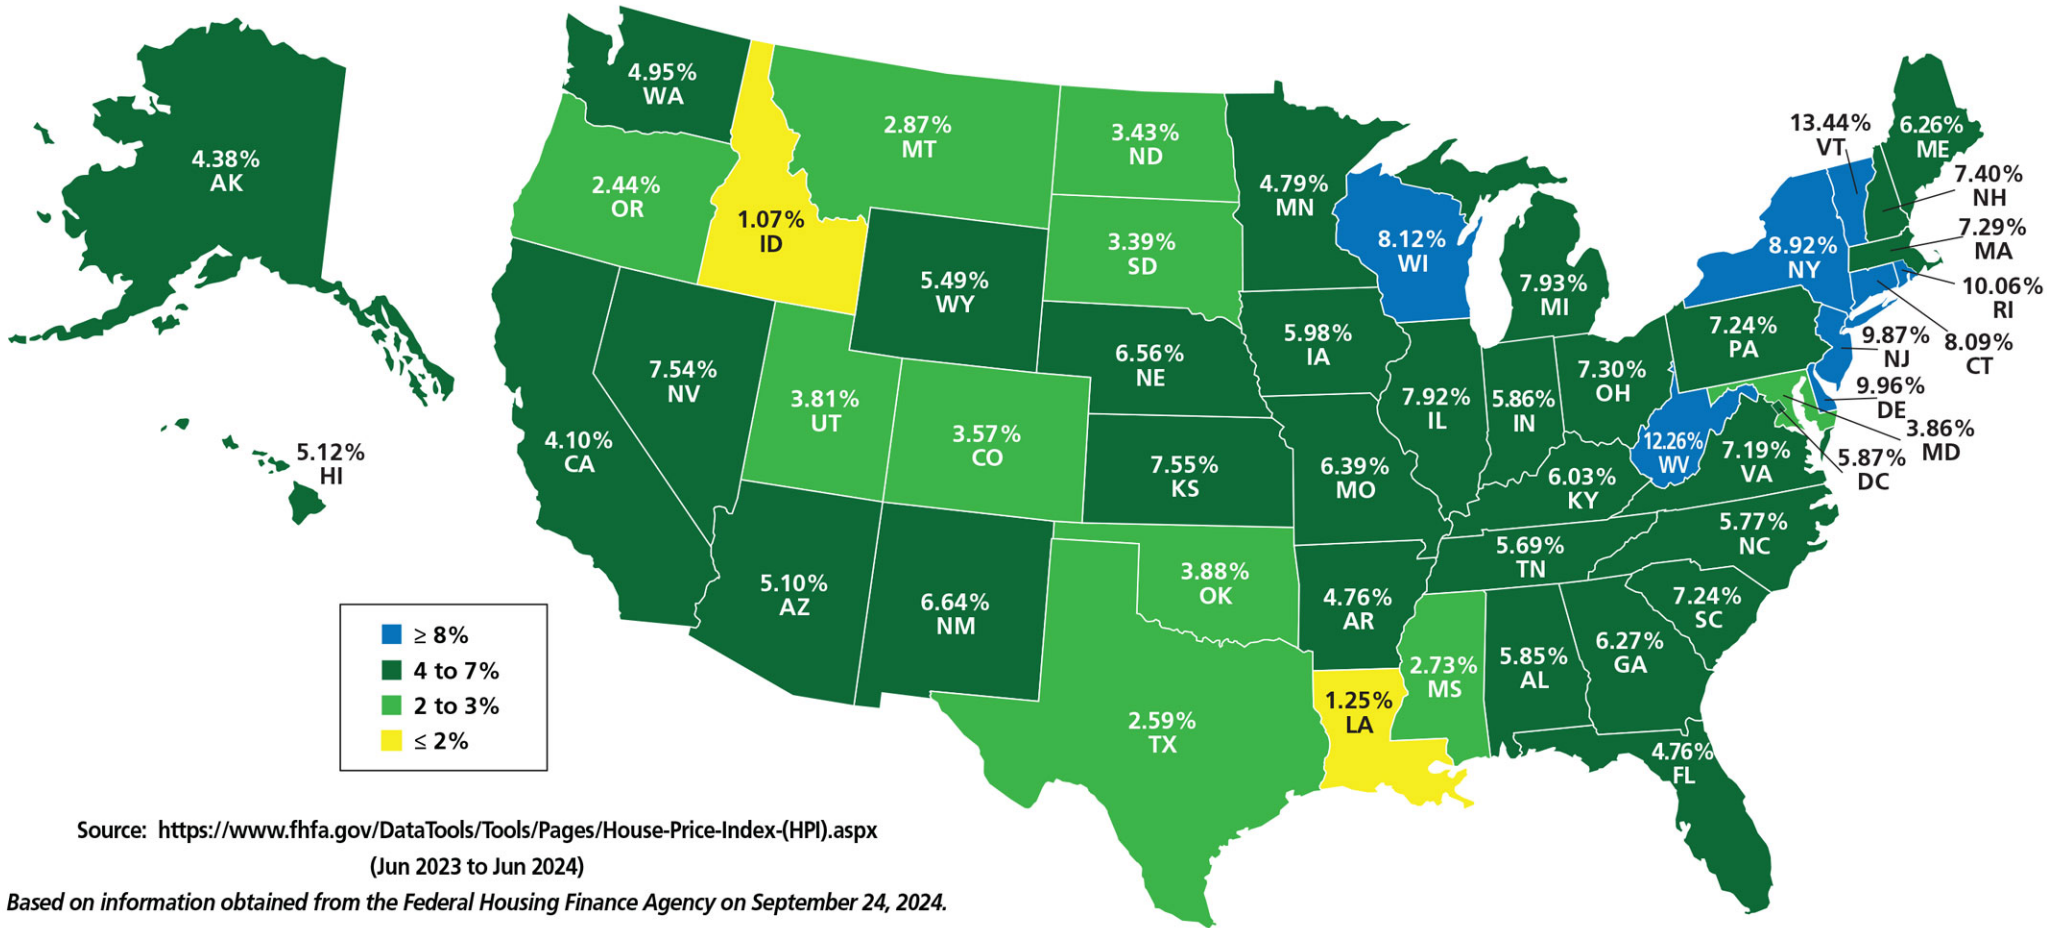 4.38%
AK
5.12%
HI
4.95%
WA
2.44%
OR
1.07%
ID
2.87%
MT
3.43%
ND
3.39%
SD
5.49%
WY
6.56%
NE
4.10%
CA
7.54%
NV
3.81%
UT
3.57%
CO
7.55%
KS
5.10%
AZ
6.64%
NM
3.88%
OK
2.59%
TX
4.79%
MN
5.98%
IA
6.39%
MO
4.76%
AR
1.25%
LA
8.12%
WI
7.92%
IL
7.93%
MI
5.86%
IN
7.30%
OH
6.03%
KY
5.69%
TN
2.73%
MS
5.85%
AL
6.27%
GA
4.76%
FL
7.24%
SC
5.77%
NC
7.19%
VA
12.26%
WV
7.24%
PA
8.92%
NY
13.44%
VT
6.26%
ME
7.40%
NH
7.29%
MA
10.06%
RI
8.09%
CT
9.87%
NJ
9.96%
DE
3.86%
MD
5.87%
DC
≥ 8%
4 to 7%
2 to 3%
≤ 2%
Source: https://www.fhfa.gov/DataTools/Tools/Pages/House-Price-Index-(HPI).aspx
(Jun 2023 to Jun 2024)
Based on information obtained from the Federal Housing Finance Agency on September 24, 2024.